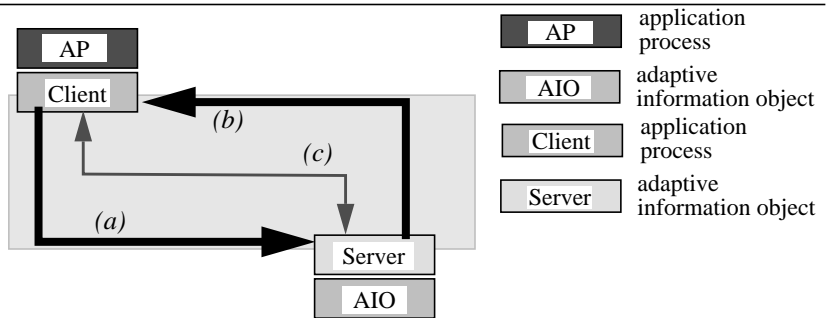 AP
Client
(b)
(c)
(a)
Server
AIO
AP
application
process
AIO
adaptive
information object
Client
application
process
Server
adaptive
information object